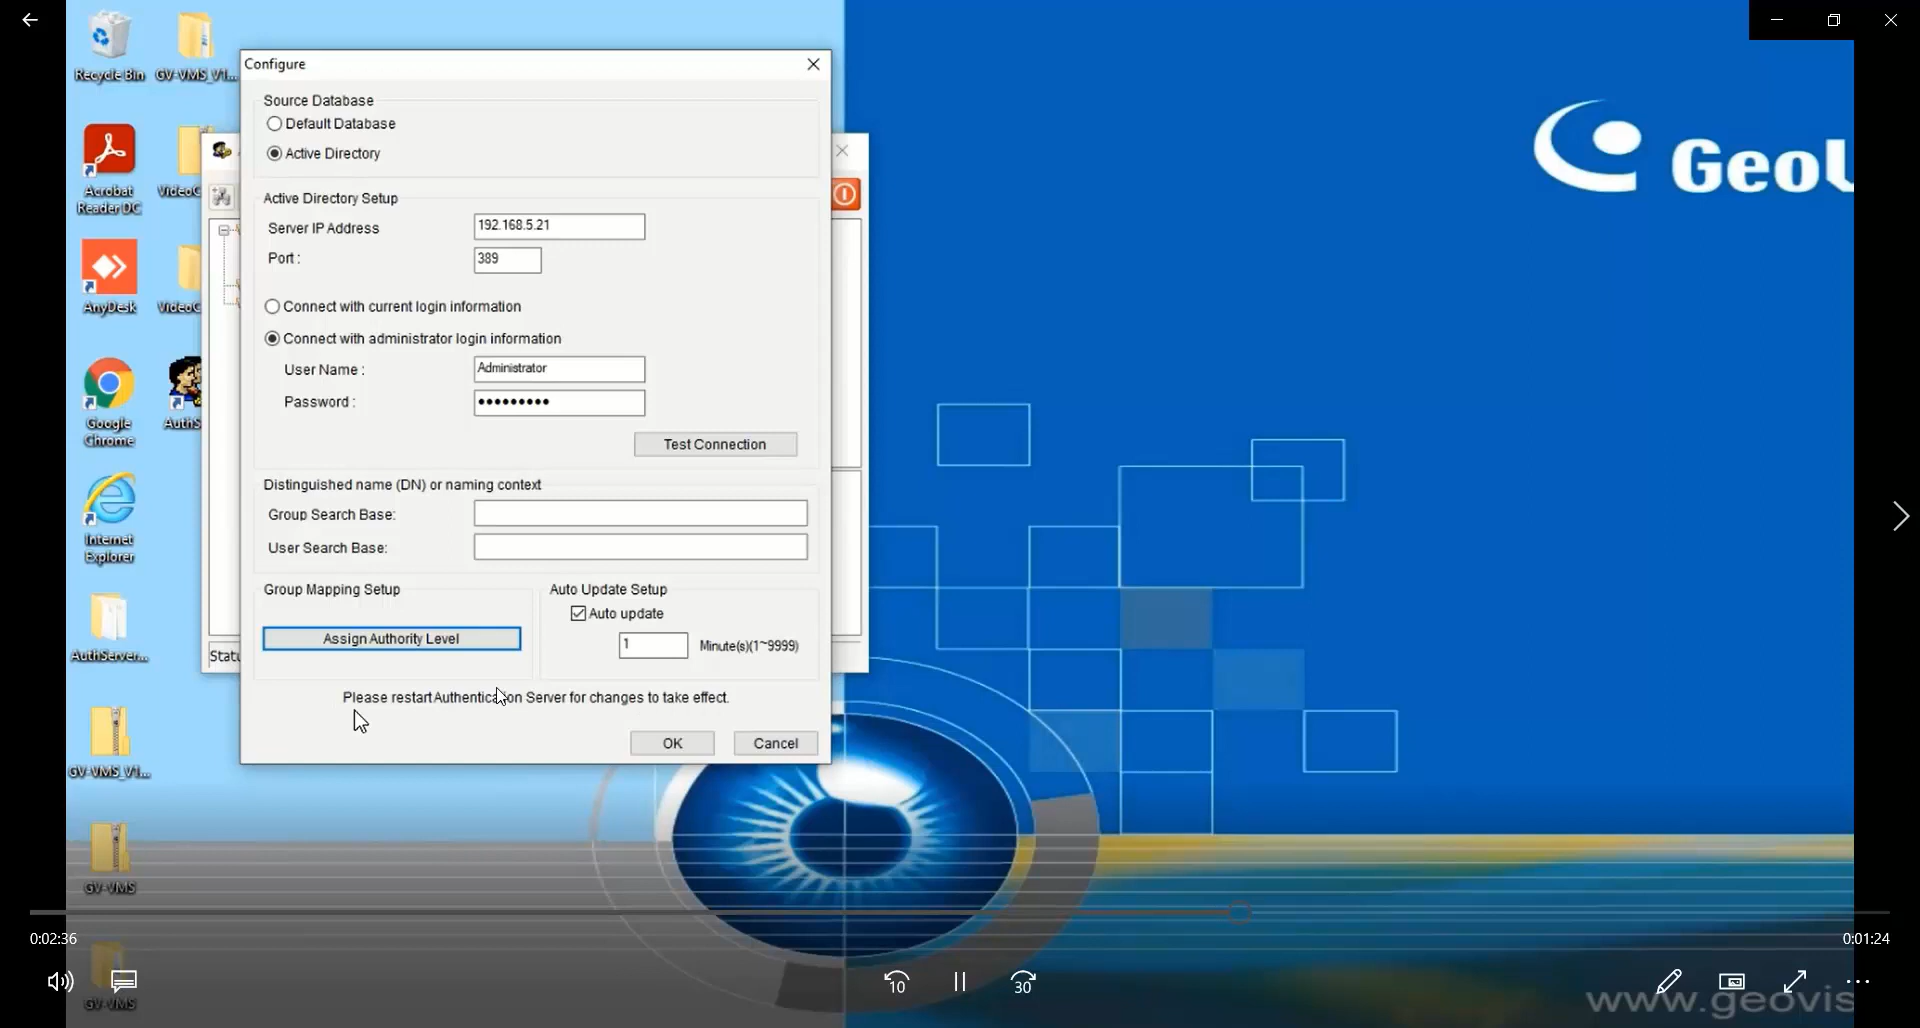 Recycle Bin
GV-VMS_V1...
Acrobat
Reader DC
VideoC
AnyDesk
VideoC
Google
Chrome
AuthS
Internet
Explorer
AuthServer...
GV-VMS_V1...
GV-VMS
GV-VMS
Configure
Source Database
Default Database
Active Directory
Active Directory Setup
Server IP Address
192.168.5.21
Port :
389
Connect with current login information
Connect with administrator login information
User Name :
Administrator
Password :
•••••••••
Test Connection
Distinguished name (DN) or naming context
Group Search Base:
User Search Base:
Group Mapping Setup
Assign Authority Level
Auto Update Setup
Auto update
1
Minute(s)(1~9999)
Please restart Authentication Server for changes to take effect.
OK
Cancel
Statu
GeoV
www.geovis
0:02:36
0:01:24
10
30